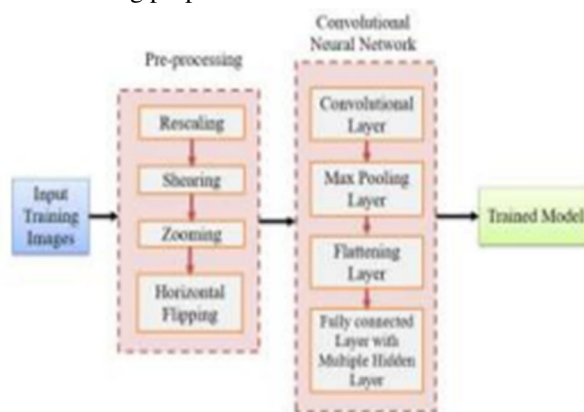 Convolutional
Neural Network
Pre-processing
Rescaling
Shearing
Zooming
Horizontal
Flipping
Convolutional
Layer
Max Pooling
Layer
Flattening
Layer
Fully connected
Layer with
Multiple Hidden
Layer
Input
Training
Images
Trained Model